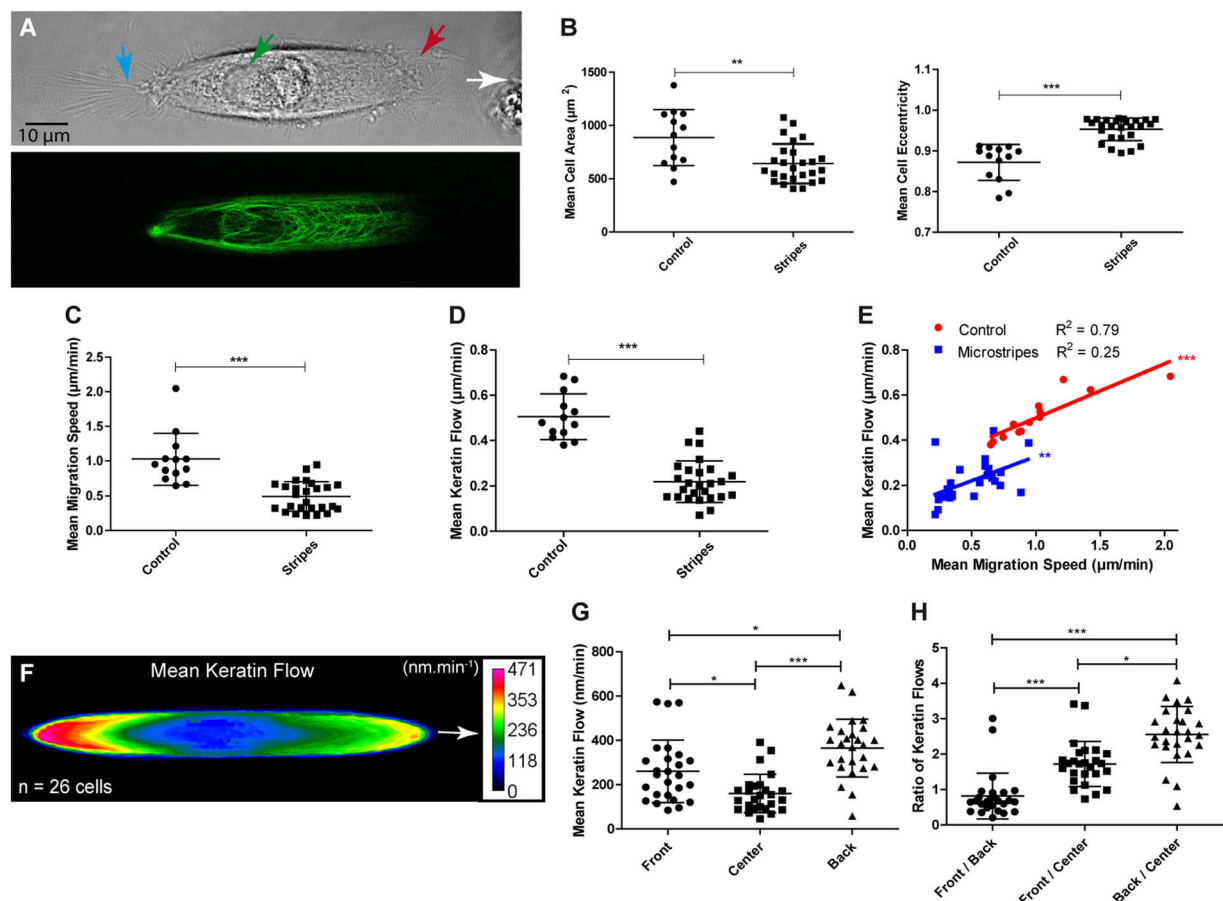 A
10 µm
B
Mean Cell Area (µm²)
1500
1000
500
0
Control
Stripes
**
Mean Cell Eccentricity
1.1
1.0
0.9
0.8
0.7
Control
Stripes
***
C
Mean Migration Speed (µm/min)
2.5
2.0
1.5
1.0
0.5
0.0
Control
Stripes
***
D
Mean Keratin Flow (µm/min)
0.8
0.6
0.4
0.2
0.0
Control
Stripes
***
E
Control R² = 0.79
Microstripes R² = 0.25
Mean Keratin Flow (µm/min)
0.8
0.6
0.4
0.2
0.0
***
**
0.0 0.5 1.0 1.5 2.0
Mean Migration Speed (µm/min)
F
Mean Keratin Flow
(nm.min⁻¹)
471
353
236
118
0
n = 26 cells
G
Mean Keratin Flow (nm/min)
800
600
400
200
0
*
*
***
Front
Center
Back
H
Ratio of Keratin Flows
5
4
3
2
1
0
***
*
***
Front / Back
Front / Center
Back / Center